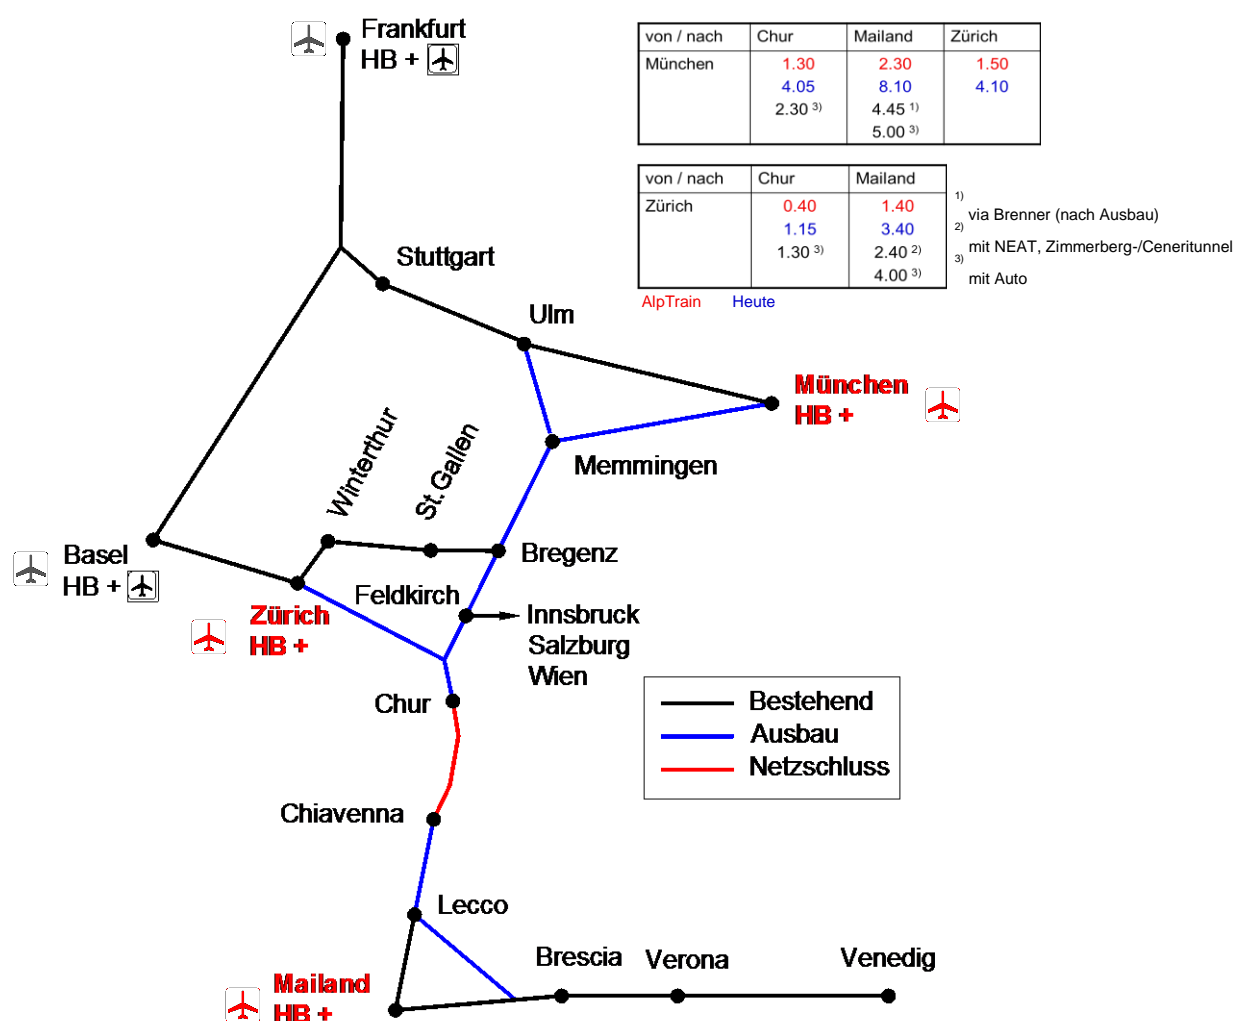 Frankfurt
HB +
von / nach Chur Mailand Zürich
München 1.30 2.30 1.50
4.05 8.10 4.10
2.30 3) 4.45 1)
5.00 3)
von / nach Chur Mailand
Zürich 0.40 1.40
1.15 3.40
1.30 3) 2.40 2)
4.00 3)
1) via Brenner (nach Ausbau)
2) mit NEAT, Zimmerberg-/Ceneritunnel
3) mit Auto
AlpTrain Heute
Stuttgart
Ulm
München
HB +
Winterthur
St.Gallen
Memmingen
Basel
HB +
Bregenz
Feldkirch
Zürich
HB +
Innsbruck
Salzburg
Wien
Chur
Bestehend
Ausbau
Netzschluss
Chiavenna
Lecco
Brescia Verona Venedig
Mailand
HB +